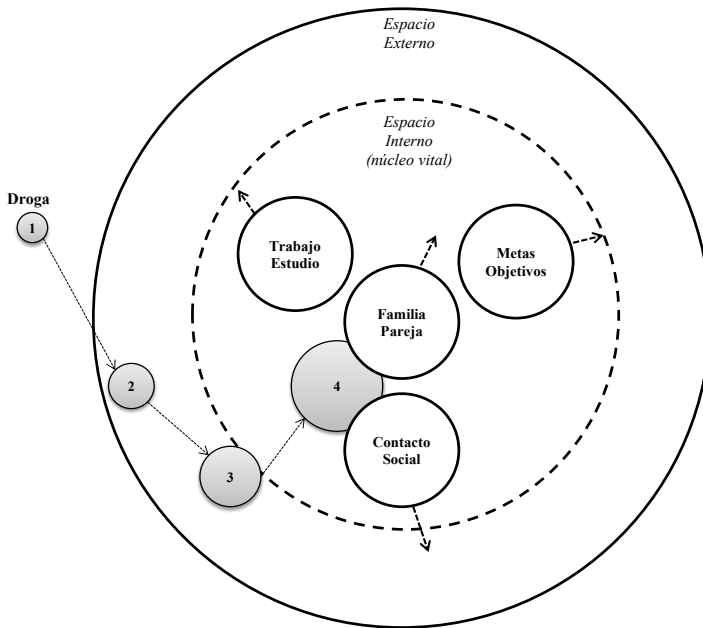 Espacio
Externo
Espacio
Interno
(núcleo vital)
Droga
1
Trabajo
Estudio
Metas
Objetivos
Familia
Pareja
2
4
3
Contacto
Social